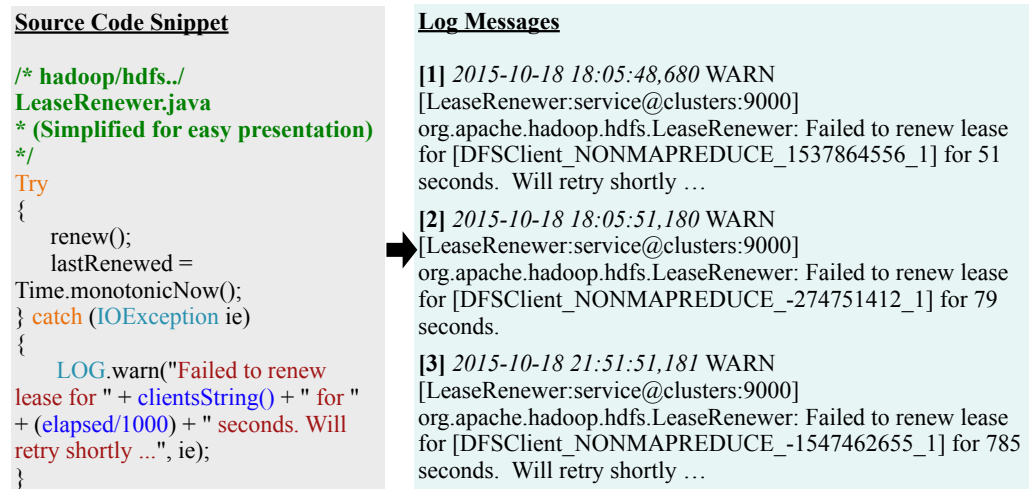 Source Code Snippet
/* hadoop/hdfs../
LeaseRenewer.java
* (Simplified for easy presentation)
*/
Try
{
renew();
lastRenewed =
Time.monotonicNow();
} catch (IOException ie)
{
LOG.warn("Failed to renew
lease for " + clientsString() + " for "
+ (elapsed/1000) + " seconds. Will
retry shortly ...", ie);
}
Log Messages
[1] 2015-10-18 18:05:48,680 WARN
[LeaseRenewer:service@clusters:9000]
org.apache.hadoop.hdfs.LeaseRenewer: Failed to renew lease
for [DFSClient_NONMAPREDUCE_1537864556_1] for 51
seconds. Will retry shortly …
[2] 2015-10-18 18:05:51,180 WARN
[LeaseRenewer:service@clusters:9000]
org.apache.hadoop.hdfs.LeaseRenewer: Failed to renew lease
for [DFSClient_NONMAPREDUCE_-274751412_1] for 79
seconds.
[3] 2015-10-18 21:51:51,181 WARN
[LeaseRenewer:service@clusters:9000]
org.apache.hadoop.hdfs.LeaseRenewer: Failed to renew lease
for [DFSClient_NONMAPREDUCE_-1547462655_1] for 785
seconds. Will retry shortly …